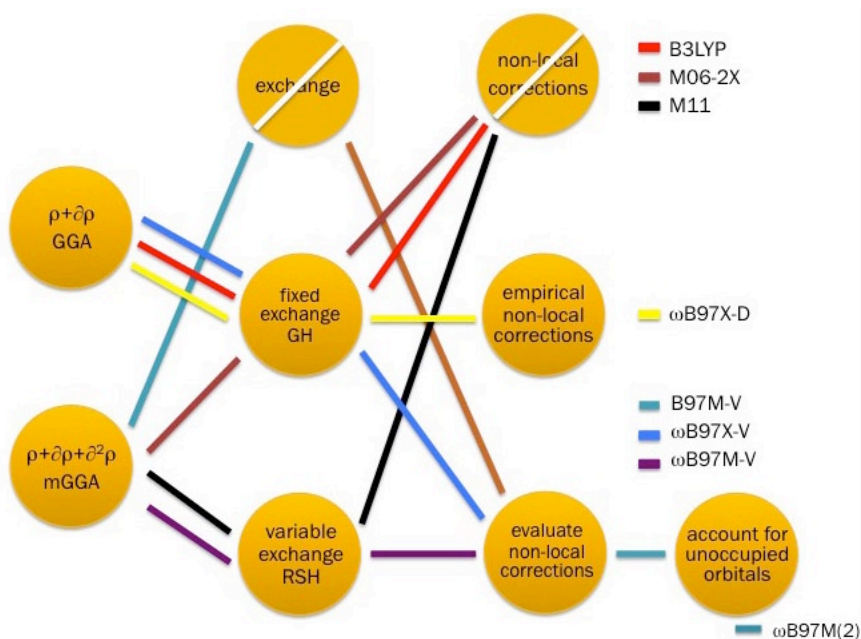 exchange
non-local
corrections
B3LYP
M06-2X
M11
ρ+∂ρ
GGA
fixed
exchange
GH
empirical
non-local
corrections
ωB97X-D
B97M-V
ωB97X-V
ωB97M-V
ρ+∂ρ+∂²ρ
mGGA
variable
exchange
RSH
evaluate
non-local
corrections
account for
unoccupied
orbitals
ωB97M(2)